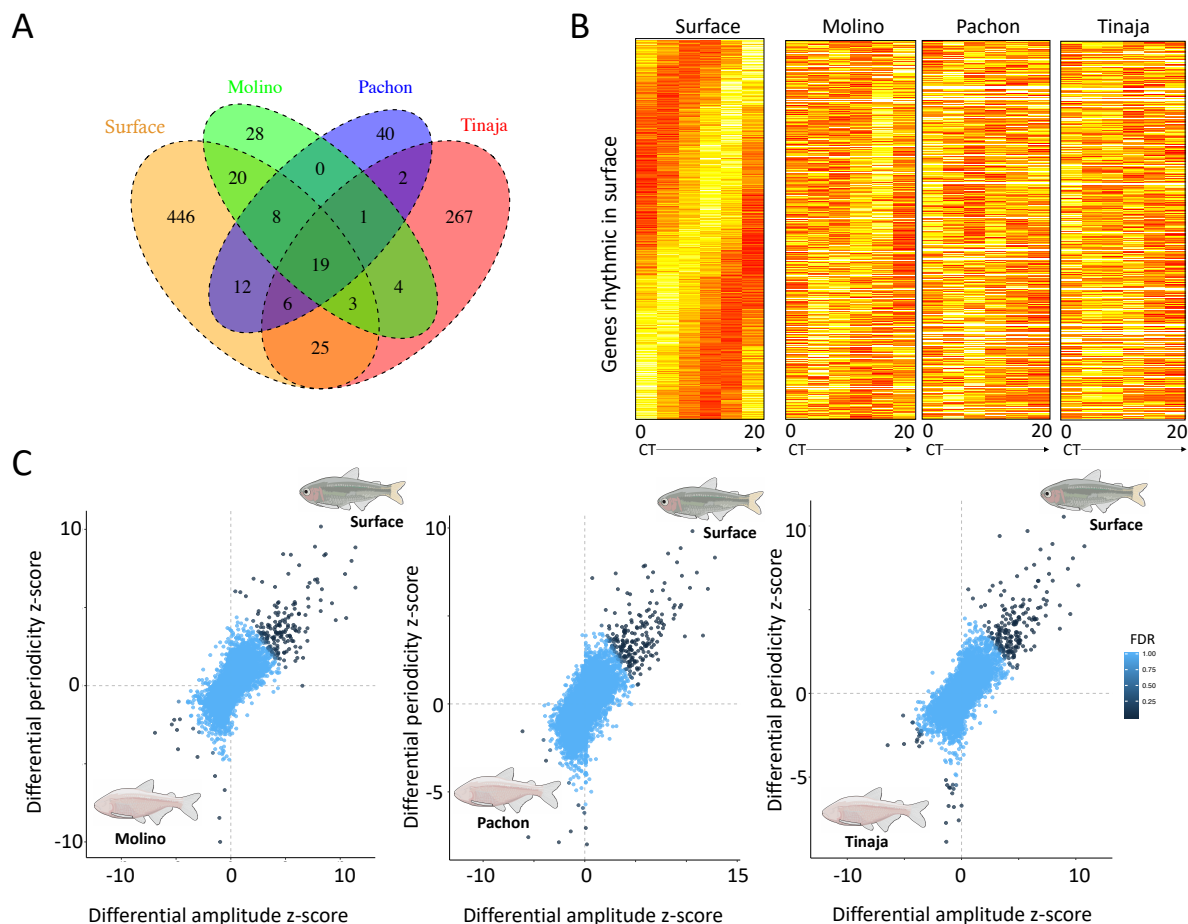 A
Surface
Molino
Pachon
Tinaja
28
40
20
0
2
446
8
1
267
19
12
6
3
4
25
B
Surface
Molino
Pachon
Tinaja
Genes rhythmic in surface
0
20
0
20
0
20
0
20
CT
CT
CT
CT
C
Differential periodicity z-score
10
0
-10
Surface
Molino
-10
0
10
Differential amplitude z-score
Differential periodicity z-score
10
5
0
-5
Surface
Pachon
-10
0
15
Differential amplitude z-score
Differential periodicity z-score
10
5
0
-5
Surface
Tinaja
-10
0
10
Differential amplitude z-score
FDR
1.00
0.75
0.50
0.25